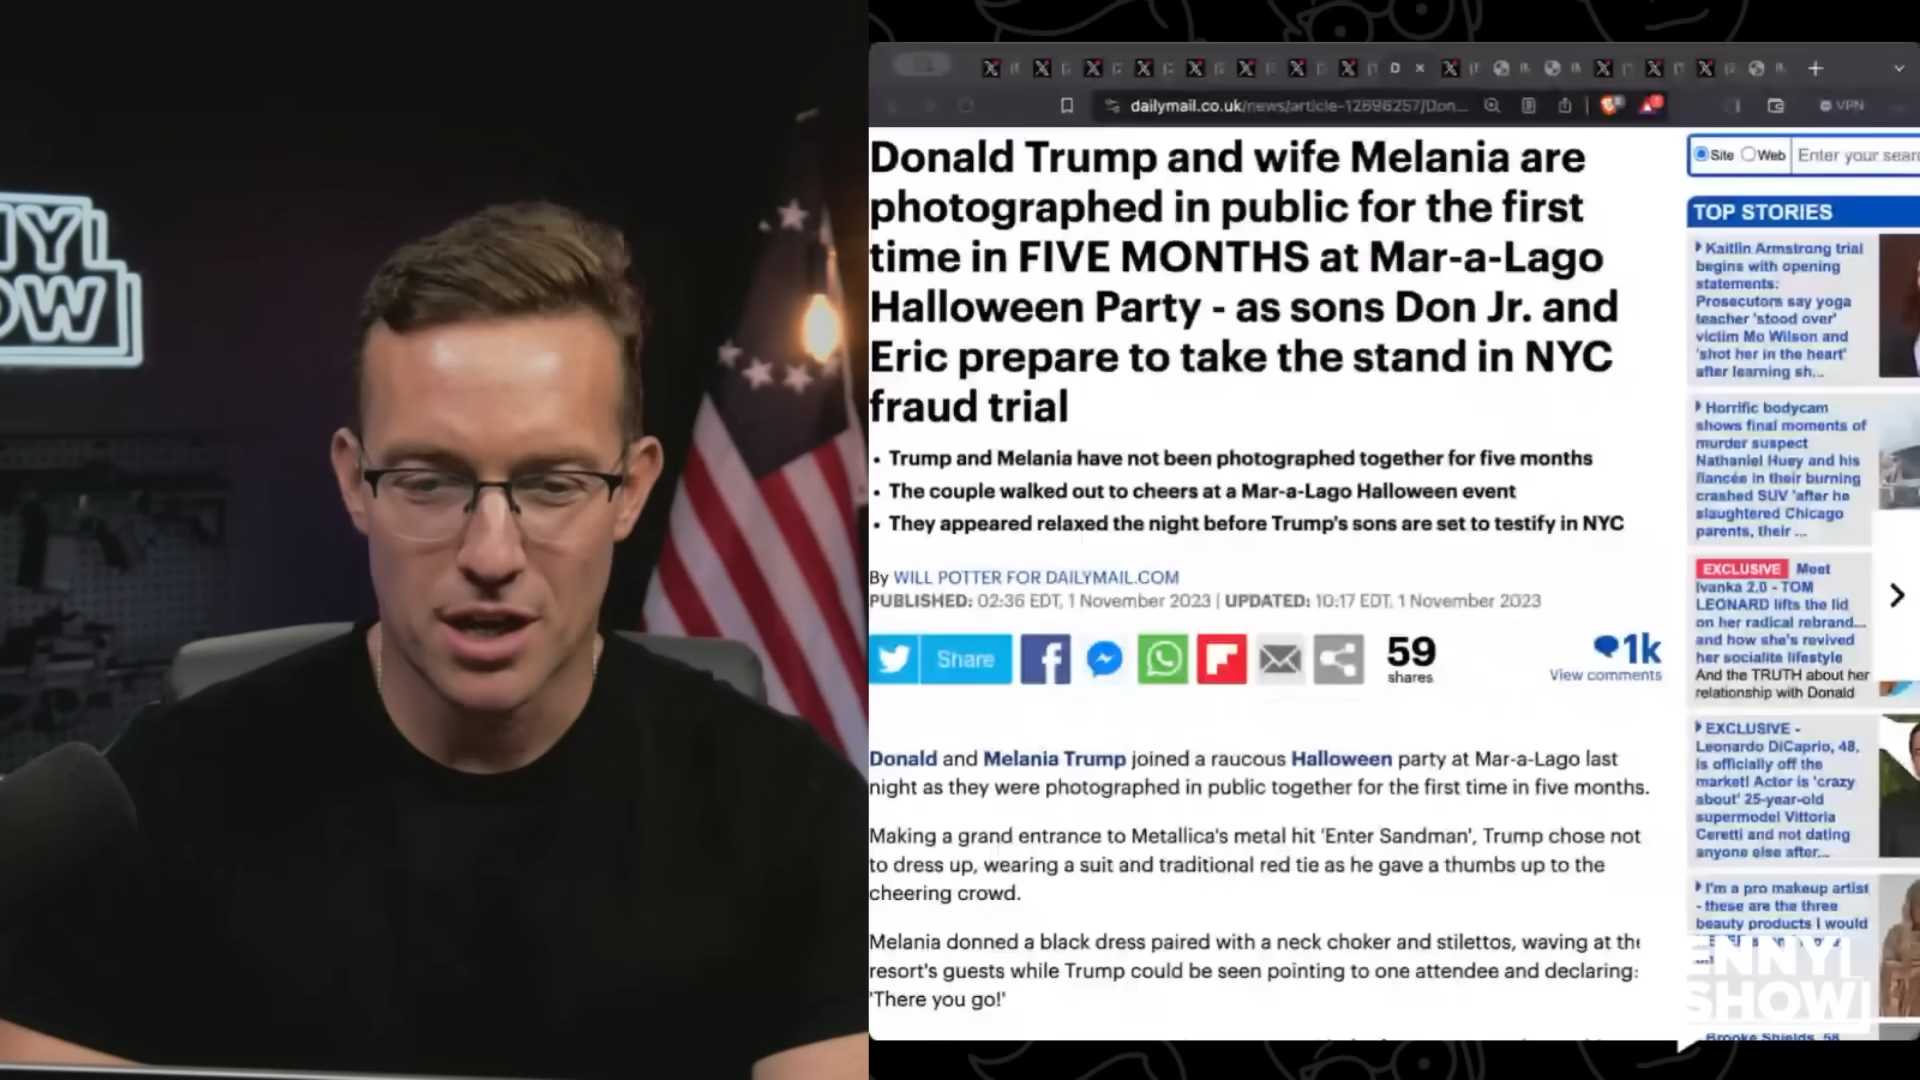 NY
OW
dailymail.co.uk/news/article-12696257/Don...
VPN
Donald Trump and wife Melania are
photographed in public for the first
time in FIVE MONTHS at Mar-a-Lago
Halloween Party - as sons Don Jr. and
Eric prepare to take the stand in NYC
fraud trial
• Trump and Melania have not been photographed together for five months
• The couple walked out to cheers at a Mar-a-Lago Halloween event
• They appeared relaxed the night before Trump's sons are set to testify in NYC
By WILL POTTER FOR DAILYMAIL.COM
PUBLISHED: 02:36 EDT, 1 November 2023 | UPDATED: 10:17 EDT, 1 November 2023
Share
59
shares
1k
View comments
Donald and Melania Trump joined a raucous Halloween party at Mar-a-Lago last
night as they were photographed in public together for the first time in five months.
Making a grand entrance to Metallica's metal hit 'Enter Sandman', Trump chose not
to dress up, wearing a suit and traditional red tie as he gave a thumbs up to the
cheering crowd.
Melania donned a black dress paired with a neck choker and stilettos, waving at the
resort's guests while Trump could be seen pointing to one attendee and declaring:
'There you go!'
Site Web Enter your sear
TOP STORIES
Kaitlin Armstrong trial
begins with opening
statements:
Prosecutors say yoga
teacher 'stood over'
victim Mo Wilson and
'shot her in the heart'
after learning sh...
Horrific bodycam
shows final moments of
murder suspect
Nathaniel Huey and his
fiancée in their burning
crashed SUV 'after he
slaughtered Chicago
parents, their ...
EXCLUSIVE Meet
Ivanka 2.0 - TOM
LEONARD lifts the lid
on her radical rebrand...
and how she's revived
her socialite lifestyle
And the TRUTH about her
relationship with Donald
EXCLUSIVE -
Leonardo DiCaprio, 48,
is officially off the
market! Actor is 'crazy
about' 25-year-old
supermodel Vittoria
Ceretti and not dating
anyone else after...
I'm a pro makeup artist
- these are the three
beauty products I would
ENNY
SHOW
Brooke Shields, 58